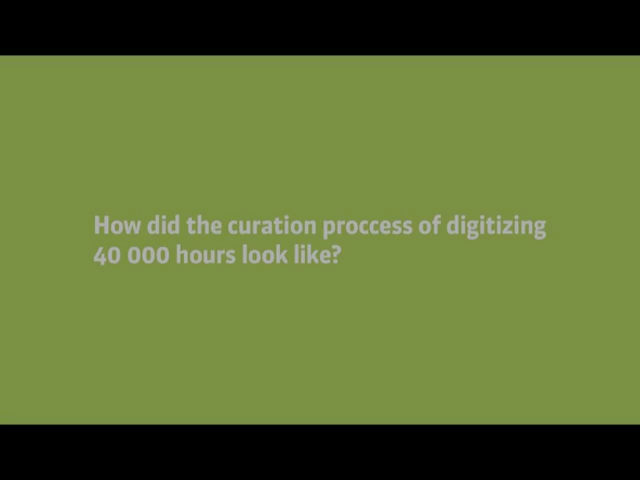 How did the curation proccess of digitizing
40 000 hours look like?